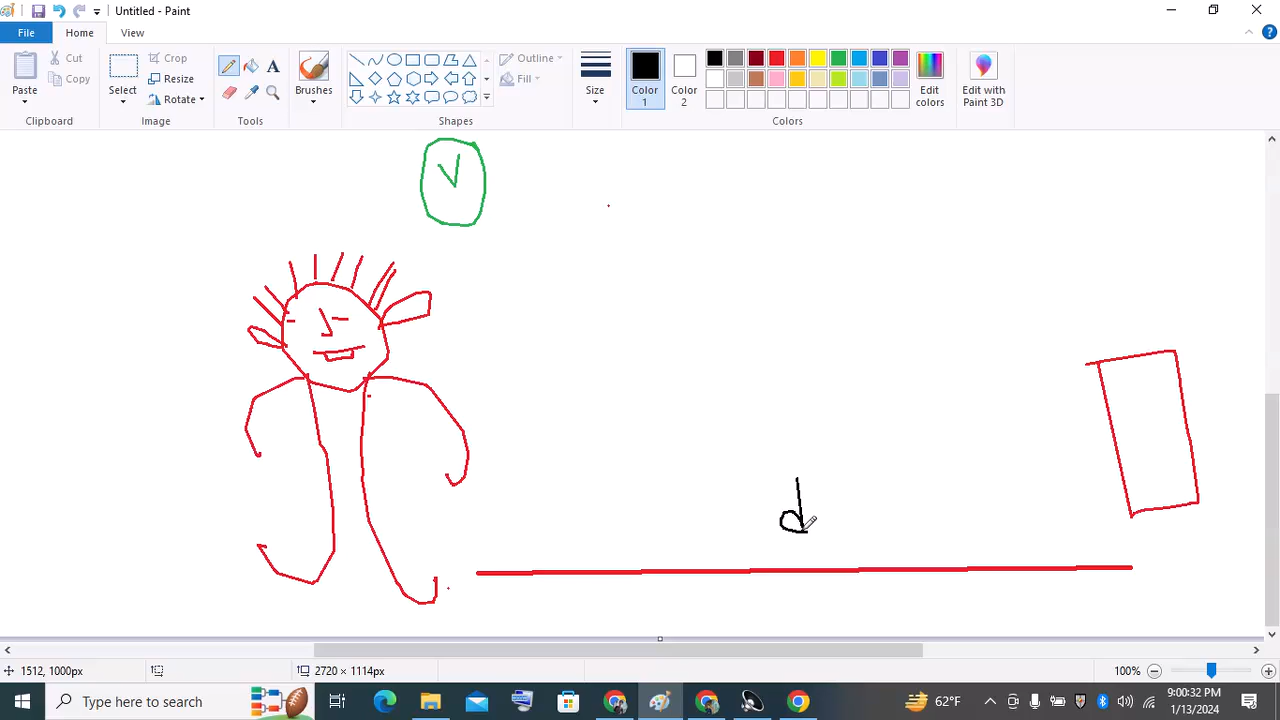 Untitled - Paint
File
Home
View
Paste
Cut
Copy
Clipboard
Select
Crop
Resize
Rotate
Image
Tools
Brushes
Shapes
Outline
Fill
Size
Color 1
Color 2
Colors
Edit colors
Edit with Paint 3D
V
d
1512, 1000px
2720 × 1114px
100%
Type here to search
62°F
9:00:32 PM
1/13/2024